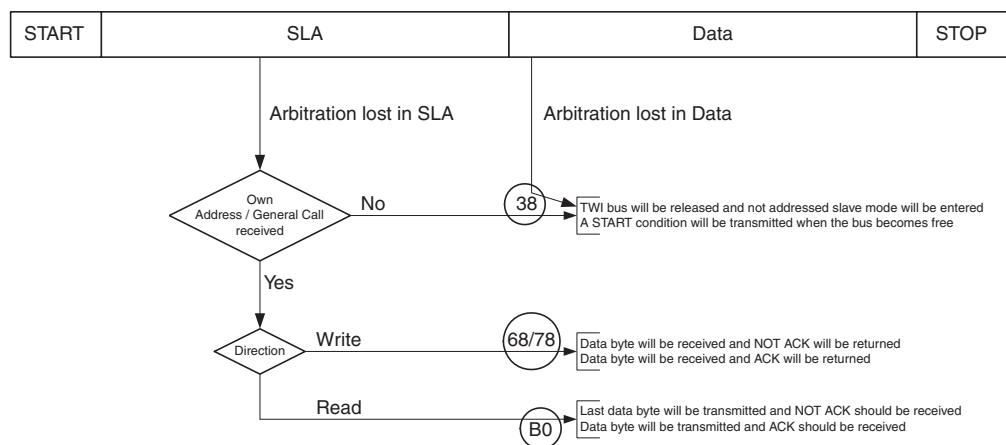 START SLA Data STOP
Arbitration lost in SLA Arbitration lost in Data
Own
Address / General Call
received
No
38
TWI bus will be released and not addressed slave mode will be entered
A START condition will be transmitted when the bus becomes free
Yes
Direction
Write
68/78
Data byte will be received and NOT ACK will be returned
Data byte will be received and ACK will be returned
Read
B0
Last data byte will be transmitted and NOT ACK should be received
Data byte will be transmitted and ACK should be received